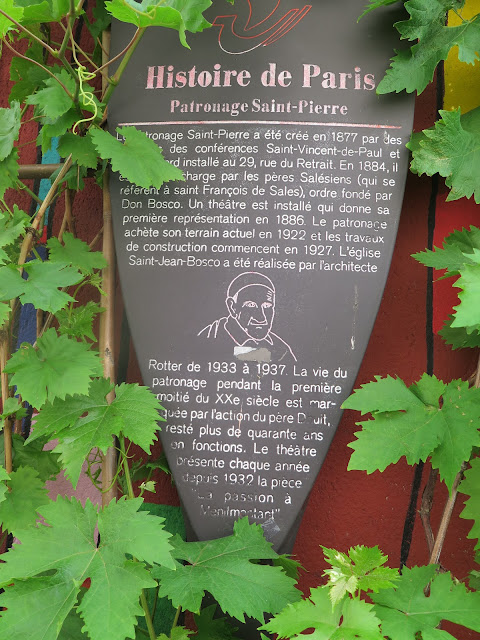 Histoire de Paris
Patronage Saint-Pierre
Patronage Saint-Pierre a été créé en 1877 par des
des conférences Saint-Vincent-de-Paul et
installé au 29, rue du Retrait. En 1884, il
charge par les pères Salésiens (qui se
réfèrent à saint François de Sales), ordre fondé par
Don Bosco. Un théâtre est installé qui donne sa
première représentation en 1886. Le patronage
achète son terrain actuel en 1922 et les travaux
de construction commencent en 1927. L'église
Saint-Jean-Bosco a été réalisée par l'architecte
Rotter de 1933 à 1937. La vie du
patronage pendant la première
moitié du XXe siècle est mar-
quée par l'action du père
resté plus de quarante ans
en fonctions. Le théâtre
présente chaque année
depuis 1932 la pièce
"La passion à
Ménilmontant"